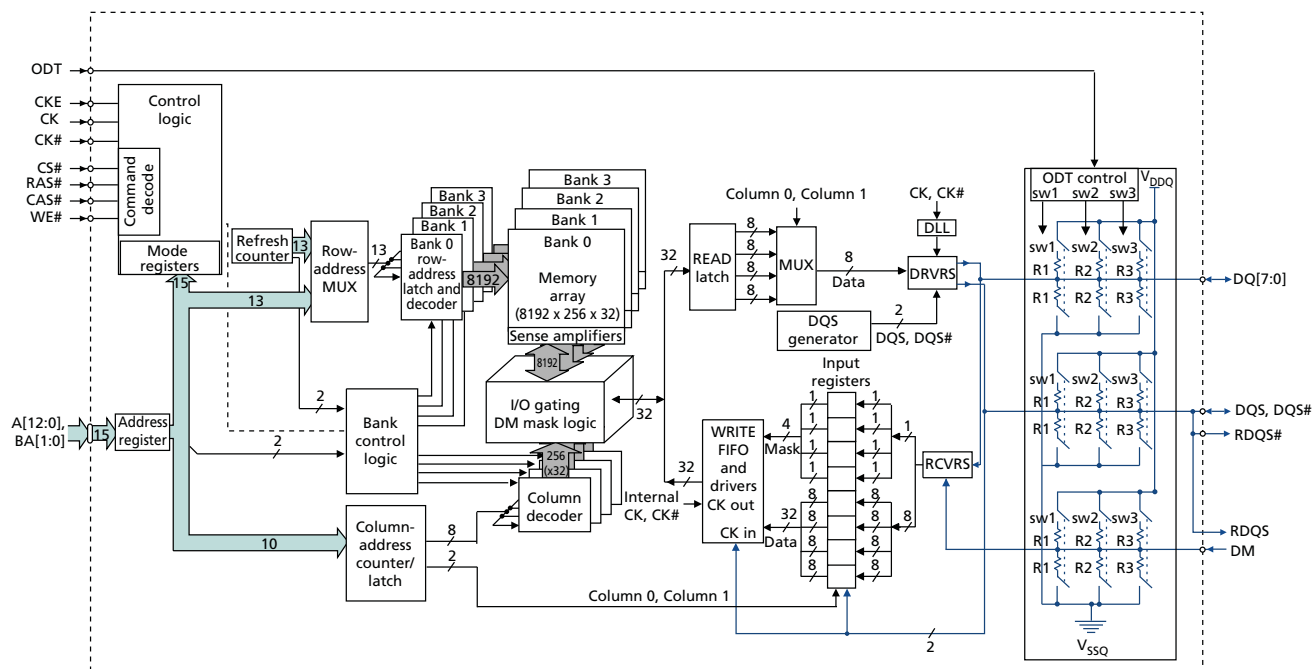 ODT
CKE
CK
CK#
CS#
RAS#
CAS#
WE#
Control
logic
Command
decode
Mode
registers
15
Refresh
counter
13
Row-
address
MUX
13
13
Bank 3
Bank 2
Bank 1
Bank 0
row-
address
latch and
decoder
8192
Bank 3
Bank 2
Bank 1
Bank 0
Memory
array
(8192 x 256 x 32)
Sense amplifiers
8192
I/O gating
DM mask logic
256
(x32)
Column
decoder
A[12:0],
BA[1:0]
15
Address
register
2
2
Bank
control
logic
10
Column-
address
counter/
latch
8
2
Column 0, Column 1
32
32
32
READ
latch
8
8
8
8
Column 0, Column 1
MUX
8
Data
CK, CK#
DLL
DRVRS
DQS
generator
2
DQS, DQS#
Input
registers
Internal
CK, CK#
WRITE
FIFO
and
drivers
CK out
CK in
4
Mask
32
Data
1
1
1
1
8
8
8
8
1
1
1
1
8
8
8
8
1
8
RCVRS
2
ODT control
sw1 sw2 sw3
VDDQ
sw1 sw2 sw3
R1 R2 R3
R1 R2 R3
sw1 sw2 sw3
R1 R2 R3
R1 R2 R3
sw1 sw2 sw3
R1 R2 R3
R1 R2 R3
VSSQ
DQ[7:0]
DQS, DQS#
RDQS#
RDQS
DM